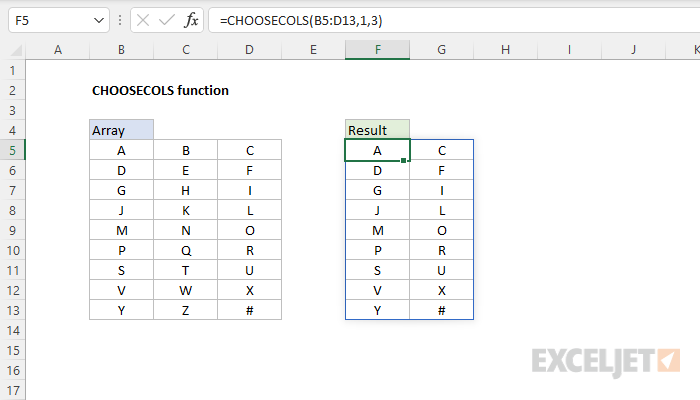 F5 fx =CHOOSECOLS(B5:D13,1,3)
A B C D E F G H I J K
1
2 CHOOSECOLS function
3
4 Array Result
5 A B C A C
6 D E F D F
7 G H I G I
8 J K L J L
9 M N O M O
10 P Q R P R
11 S T U S U
12 V W X V X
13 Y Z # Y #
14
15
16 EXCELJET
17